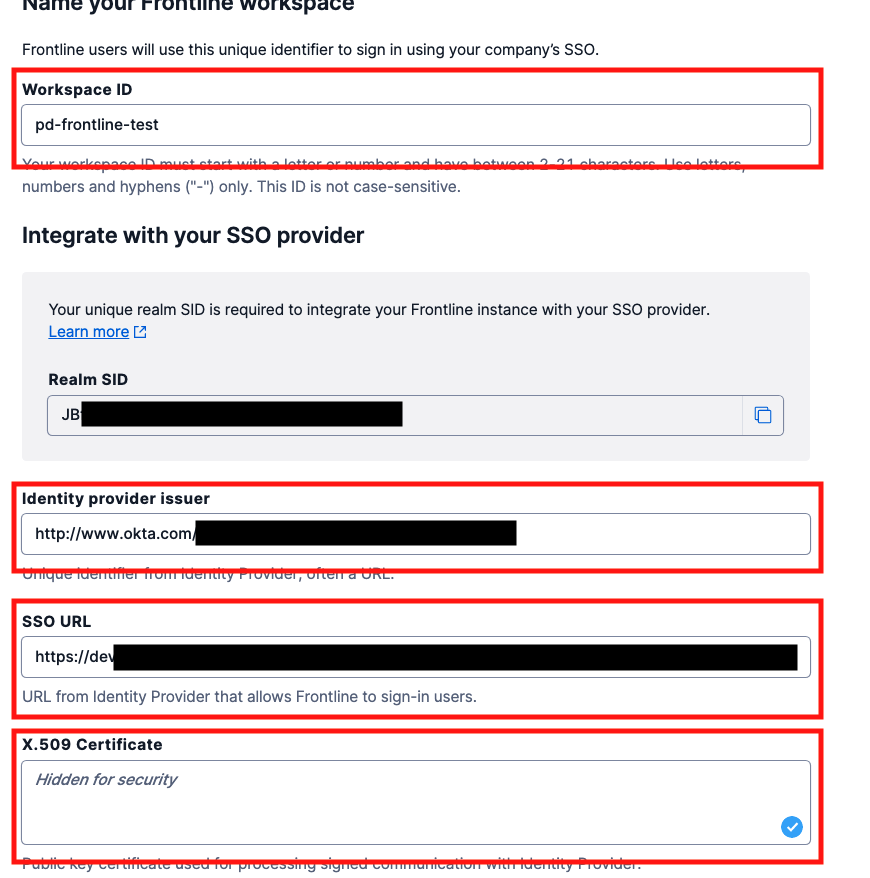 Name your Frontline workspace
Frontline users will use this unique identifier to sign in using your company's SSO.
Workspace ID
pd-frontline-test
Your workspace ID must start with a letter or number and have between 2-21 characters. Use letters,
numbers and hyphens ("-") only. This ID is not case-sensitive.
Integrate with your SSO provider
Your unique realm SID is required to integrate your Frontline instance with your SSO provider.
Learn more
Realm SID
JB
Identity provider issuer
http://www.okta.com/
Unique identifier from Identity Provider, often a URL.
SSO URL
https://dev
URL from Identity Provider that allows Frontline to sign-in users.
X.509 Certificate
Hidden for security
Public key certificate used for processing signed communication with Identity Provider.